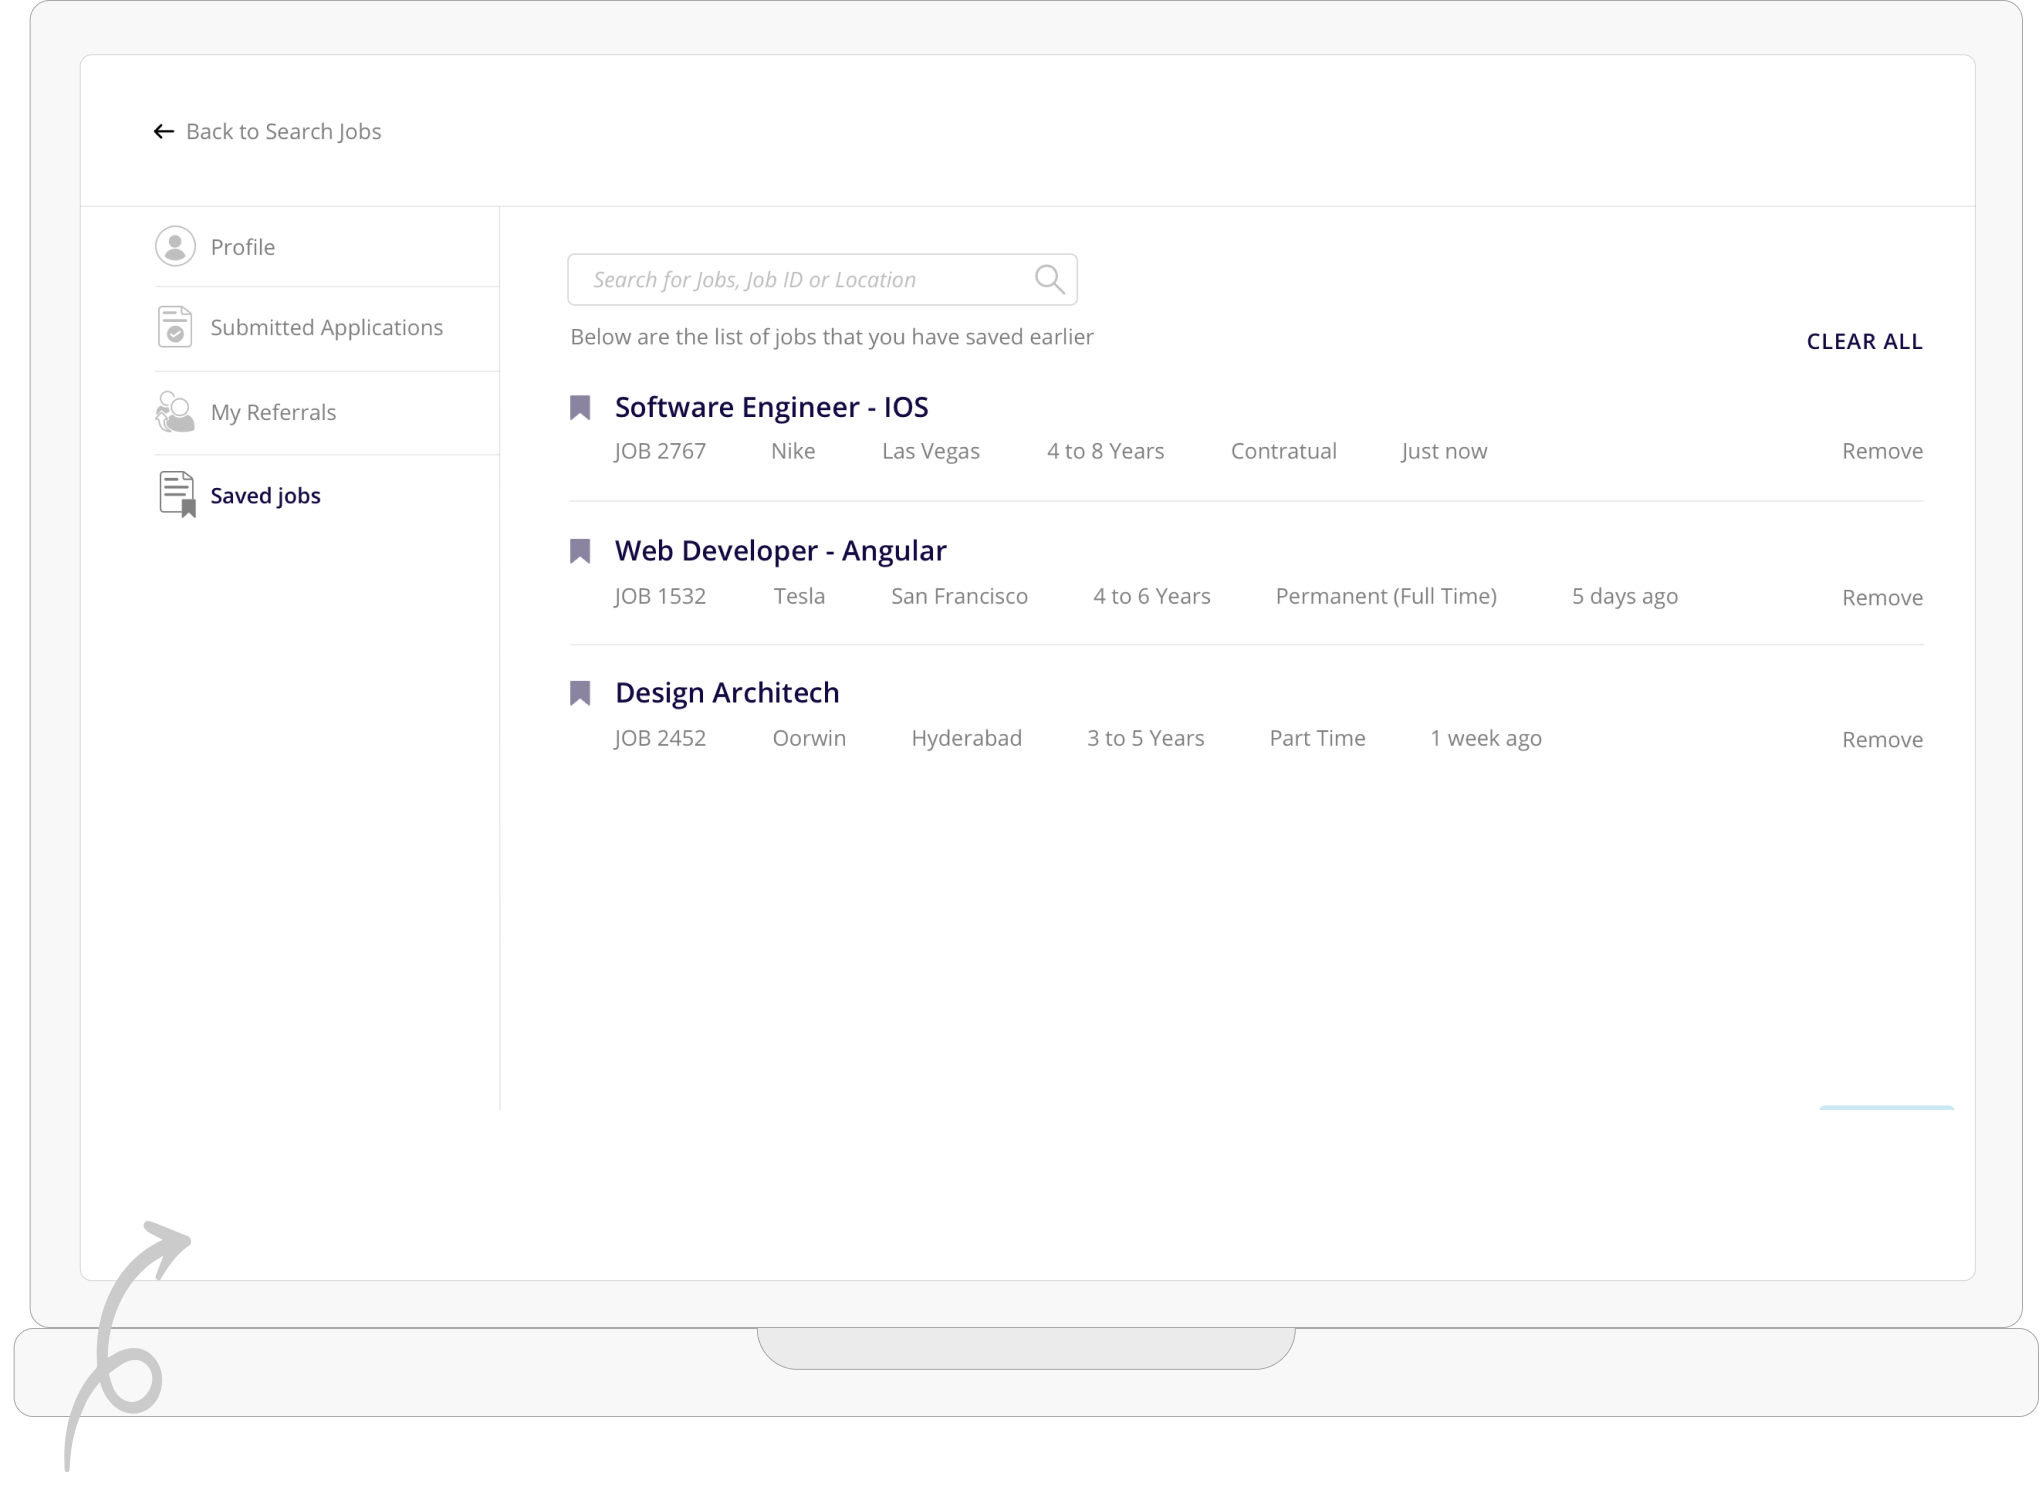 Back to Search Jobs
Profile
Submitted Applications
My Referrals
Saved jobs
Search for Jobs, Job ID or Location
Below are the list of jobs that you have saved earlier
CLEAR ALL
Software Engineer - IOS
JOB 2767 Nike Las Vegas 4 to 8 Years Contratual Just now Remove
Web Developer - Angular
JOB 1532 Tesla San Francisco 4 to 6 Years Permanent (Full Time) 5 days ago Remove
Design Architech
JOB 2452 Oorwin Hyderabad 3 to 5 Years Part Time 1 week ago Remove